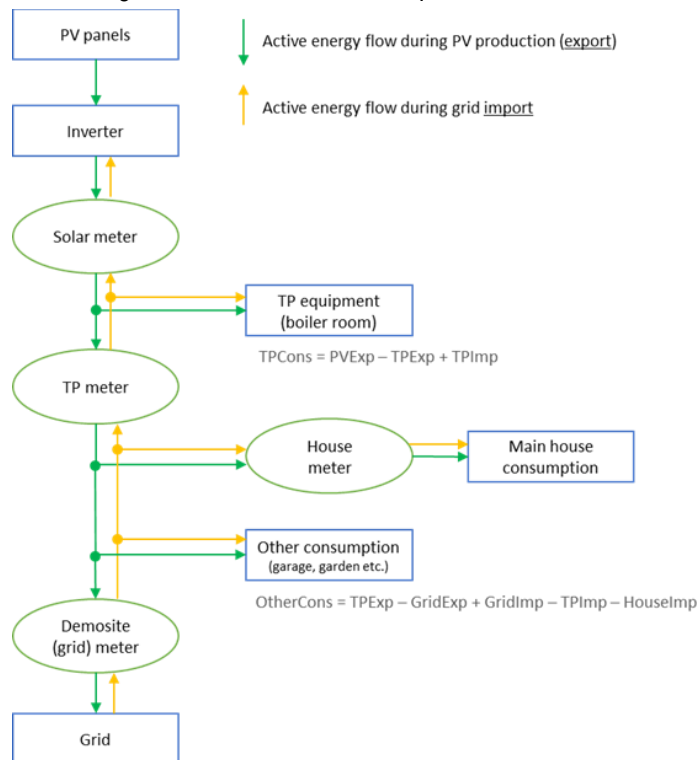 PV panels
Active energy flow during PV production (export)
Active energy flow during grid import
Inverter
Solar meter
TP equipment
(boiler room)
TPCons = PVExp – TPExp + TPImp
TP meter
House
meter
Main house
consumption
Other consumption
(garage, garden etc.)
OtherCons = TPExp – GridExp + GridImp – TPImp – HouseImp
Demosite
(grid) meter
Grid